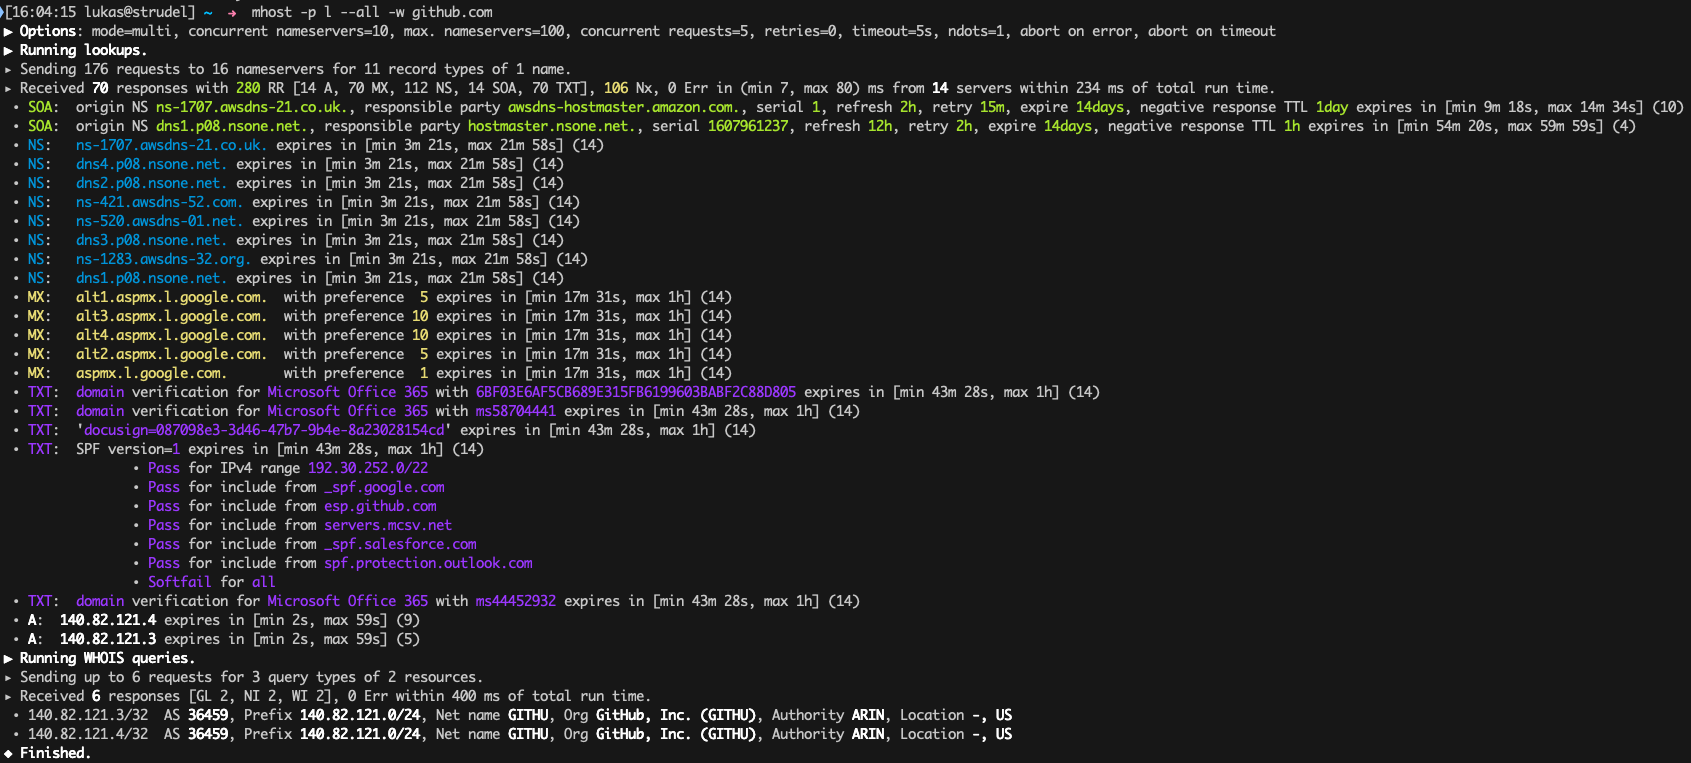 [16:04:15 lukas@strudel] ~ → mhost -p l --all -w github.com
▶ Options: mode=multi, concurrent nameservers=10, max. nameservers=100, concurrent requests=5, retries=0, timeout=5s, ndots=1, abort on error, abort on timeout
▶ Running lookups.
▸ Sending 176 requests to 16 nameservers for 11 record types of 1 name.
▸ Received 70 responses with 280 RR [14 A, 70 MX, 112 NS, 14 SOA, 70 TXT], 106 Nx, 0 Err in (min 7, max 80) ms from 14 servers within 234 ms of total run time.
• SOA: origin NS ns-1707.awsdns-21.co.uk., responsible party awsdns-hostmaster.amazon.com., serial 1, refresh 2h, retry 15m, expire 14days, negative response TTL 1day expires in [min 9m 18s, max 14m 34s] (10)
• SOA: origin NS dns1.p08.nsone.net., responsible party hostmaster.nsone.net., serial 1607961237, refresh 12h, retry 2h, expire 14days, negative response TTL 1h expires in [min 54m 20s, max 59m 59s] (4)
• NS: ns-1707.awsdns-21.co.uk. expires in [min 3m 21s, max 21m 58s] (14)
• NS: dns4.p08.nsone.net. expires in [min 3m 21s, max 21m 58s] (14)
• NS: dns2.p08.nsone.net. expires in [min 3m 21s, max 21m 58s] (14)
• NS: ns-421.awsdns-52.com. expires in [min 3m 21s, max 21m 58s] (14)
• NS: ns-520.awsdns-01.net. expires in [min 3m 21s, max 21m 58s] (14)
• NS: dns3.p08.nsone.net. expires in [min 3m 21s, max 21m 58s] (14)
• NS: ns-1283.awsdns-32.org. expires in [min 3m 21s, max 21m 58s] (14)
• NS: dns1.p08.nsone.net. expires in [min 3m 21s, max 21m 58s] (14)
• MX: alt1.aspmx.l.google.com. with preference 5 expires in [min 17m 31s, max 1h] (14)
• MX: alt3.aspmx.l.google.com. with preference 10 expires in [min 17m 31s, max 1h] (14)
• MX: alt4.aspmx.l.google.com. with preference 10 expires in [min 17m 31s, max 1h] (14)
• MX: alt2.aspmx.l.google.com. with preference 5 expires in [min 17m 31s, max 1h] (14)
• MX: aspmx.l.google.com. with preference 1 expires in [min 17m 31s, max 1h] (14)
• TXT: domain verification for Microsoft Office 365 with 6BF03E6AF5CB689E315FB6199603BABF2C88D805 expires in [min 43m 28s, max 1h] (14)
• TXT: domain verification for Microsoft Office 365 with ms58704441 expires in [min 43m 28s, max 1h] (14)
• TXT: 'docusign=087098e3-3d46-47b7-9b4e-8a23028154cd' expires in [min 43m 28s, max 1h] (14)
• TXT: SPF version=1 expires in [min 43m 28s, max 1h] (14)
• Pass for IPv4 range 192.30.252.0/22
• Pass for include from _spf.google.com
• Pass for include from esp.github.com
• Pass for include from servers.mcsv.net
• Pass for include from _spf.salesforce.com
• Pass for include from spf.protection.outlook.com
• Softfail for all
• TXT: domain verification for Microsoft Office 365 with ms44452932 expires in [min 43m 28s, max 1h] (14)
• A: 140.82.121.4 expires in [min 2s, max 59s] (9)
• A: 140.82.121.3 expires in [min 2s, max 59s] (5)
▶ Running WHOIS queries.
▸ Sending up to 6 requests for 3 query types of 2 resources.
▸ Received 6 responses [GL 2, NI 2, WI 2], 0 Err within 400 ms of total run time.
• 140.82.121.3/32 AS 36459, Prefix 140.82.121.0/24, Net name GITHU, Org GitHub, Inc. (GITHU), Authority ARIN, Location -, US
• 140.82.121.4/32 AS 36459, Prefix 140.82.121.0/24, Net name GITHU, Org GitHub, Inc. (GITHU), Authority ARIN, Location -, US
◆ Finished.